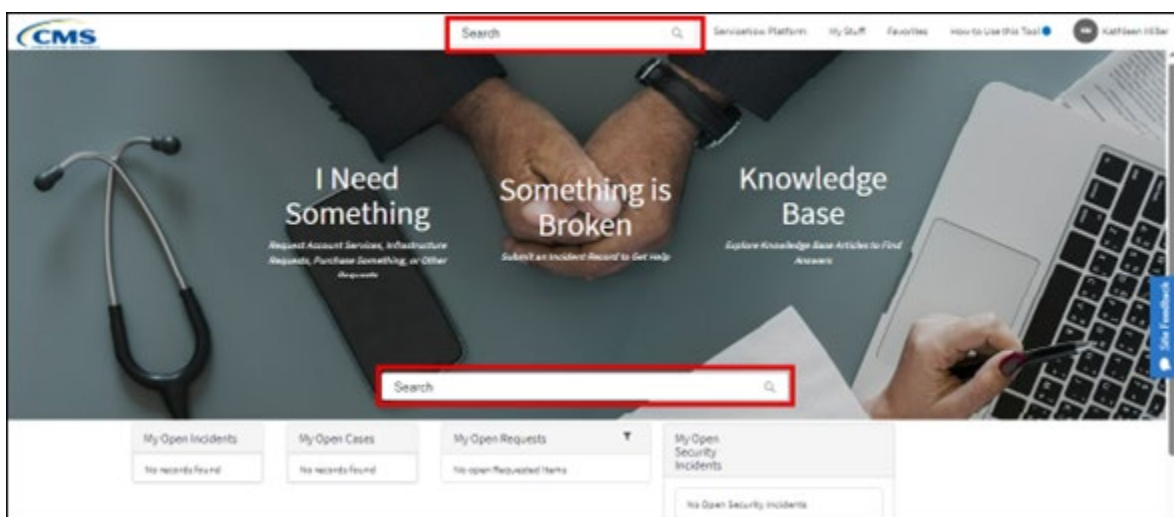 CMS
Search
ServiceNow Platform My Stuff Favorites How to Use this Tool Kathleen Miller
I Need
Something
Request Account Services, Infrastructure
Requests, Purchase Something, or Other
Requests
Something is
Broken
Submit an Incident Record to Get Help
Knowledge
Base
Explore Knowledge Base Articles to Find
Answers
Site Feedback
Search
My Open Incidents
No records found
My Open Cases
No records found
My Open Requests
No open Requested Items
My Open
Security
Incidents
No Open Security Incidents